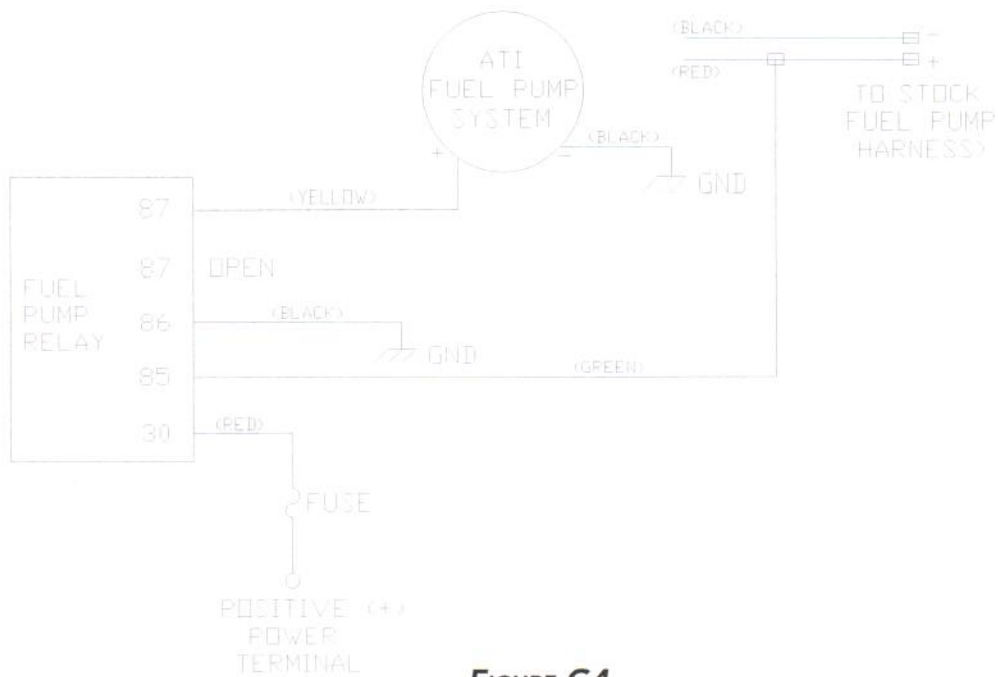 (BLACK)
-
(RED)
+
TO STOCK
FUEL PUMP
HARNESS)
ATI
FUEL PUMP
SYSTEM
+
-
(BLACK)
GND
(YELLOW)
87
87 OPEN
FUEL
PUMP
RELAY
86
(BLACK)
GND
85
(GREEN)
30
(RED)
FUSE
POSITIVE (+)
POWER
TERMINAL